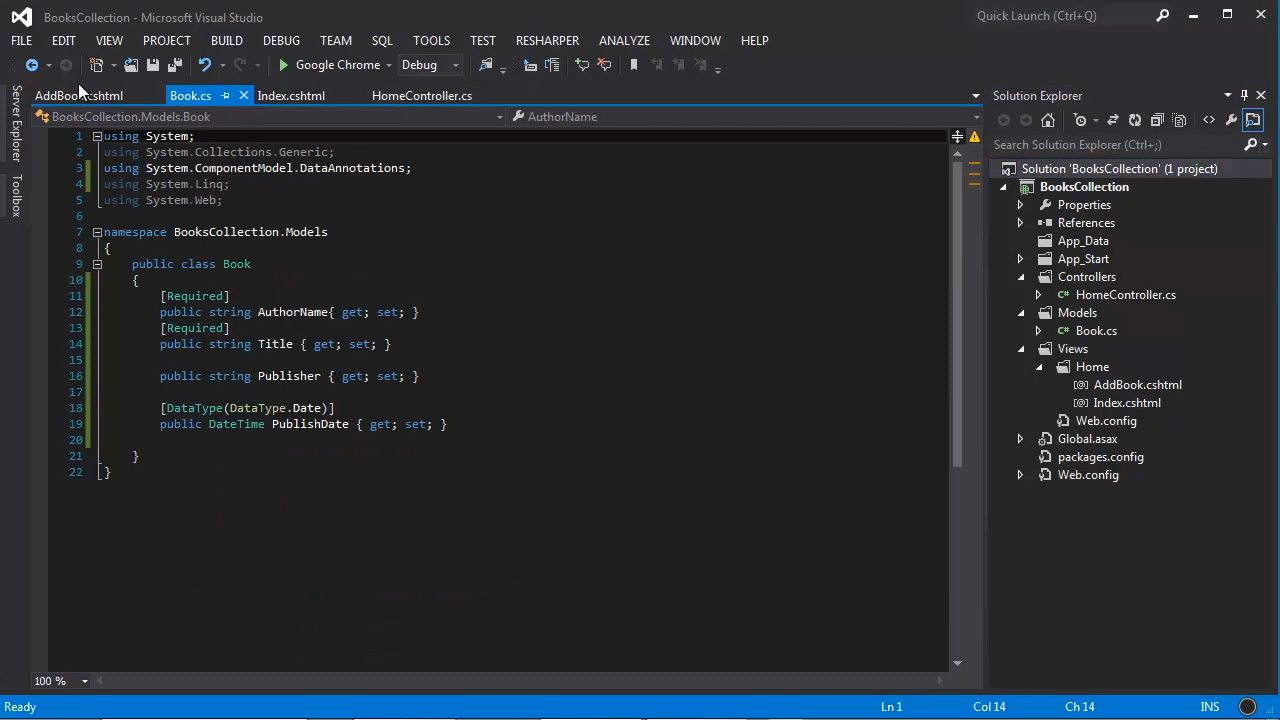 BooksCollection - Microsoft Visual Studio
Quick Launch (Ctrl+Q)
FILE EDIT VIEW PROJECT BUILD DEBUG TEAM SQL TOOLS TEST RESHARPER ANALYZE WINDOW HELP
Google Chrome Debug
Server Explorer
Toolbox
Book.cs Index.cshtml HomeController.cs
BooksCollection.Models.Book AuthorName
1 using System;
2 using System.Collections.Generic;
3 using System.ComponentModel.DataAnnotations;
4 using System.Linq;
5 using System.Web;
6
7 namespace BooksCollection.Models
8 {
9 public class Book
10 {
11 [Required]
12 public string AuthorName{ get; set; }
13 [Required]
14 public string Title { get; set; }
15
16 public string Publisher { get; set; }
17
18 [DataType(DataType.Date)]
19 public DateTime PublishDate { get; set; }
20
21 }
22 }
100 %
Solution Explorer
Search Solution Explorer (Ctrl+;)
Solution 'BooksCollection' (1 project)
BooksCollection
Properties
References
App_Data
App_Start
Controllers
C# HomeController.cs
Models
C# Book.cs
Views
Home
AddBook.cshtml
Index.cshtml
Web.config
Global.asax
packages.config
Web.config
Ready Ln 1 Col 14 Ch 14 INS